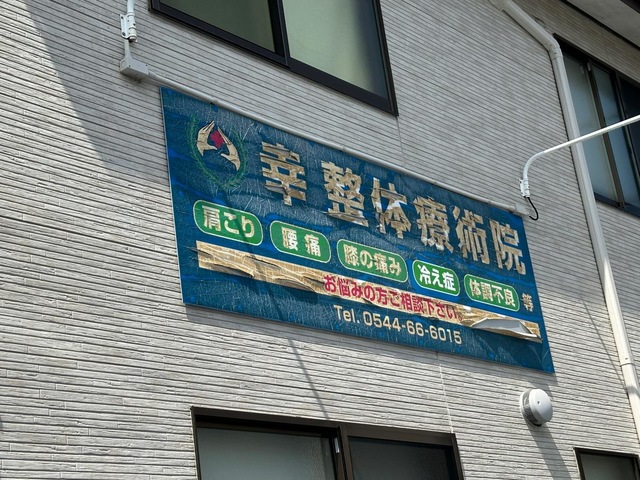 幸 整体療術院
肩こり 腰痛 膝の痛み 冷え症 体調不良 等
お悩みの方ご相談下さい
Tel. 0544-66-6015